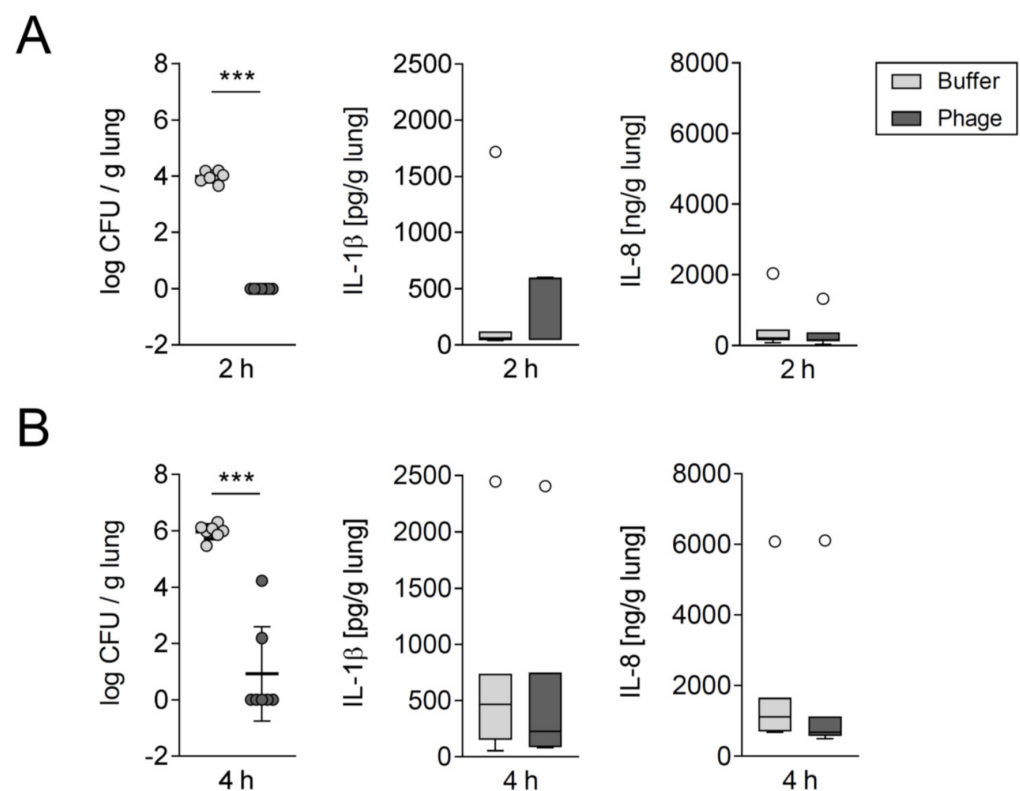 A
8
6
4
2
0
-2
log CFU / g lung
***
2 h
2500
2000
1500
1000
500
0
IL-1β [pg/g lung]
2 h
8000
6000
4000
2000
0
IL-8 [ng/g lung]
2 h
Buffer
Phage
B
8
6
4
2
0
-2
log CFU / g lung
***
4 h
2500
2000
1500
1000
500
0
IL-1β [pg/g lung]
4 h
8000
6000
4000
2000
0
IL-8 [ng/g lung]
4 h